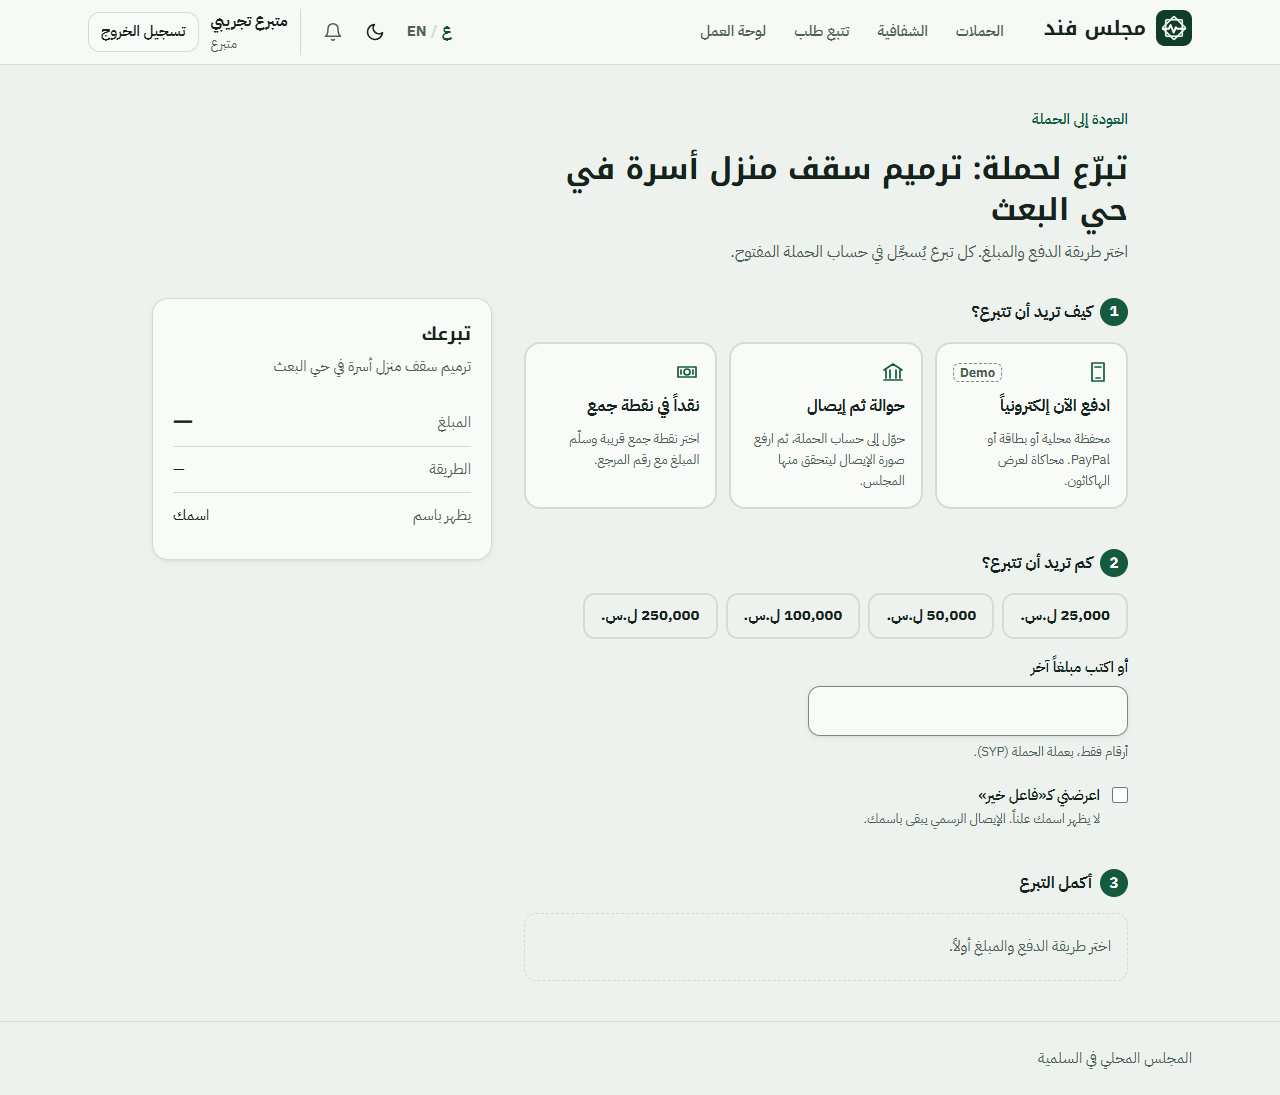 مجلس فند
الحملات
الشفافية
تتبع طلب
لوحة العمل
ع / EN
متبرع تجريبي
متبرع
تسجيل الخروج
العودة إلى الحملة
تبرّع لحملة: ترميم سقف منزل أسرة في
حي البعث
اختر طريقة الدفع والمبلغ. كل تبرع يُسجَّل في حساب الحملة المفتوح.
1 كيف تريد أن تتبرع؟
Demo
ادفع الآن إلكترونياً
محفظة محلية أو بطاقة أو
PayPal. محاكاة لعرض
الهاكاثون.
حوالة ثم إيصال
حوّل إلى حساب الحملة، ثم ارفع
صورة الإيصال ليتحقق منها
المجلس.
نقداً في نقطة جمع
اختر نقطة جمع قريبة وسلّم
المبلغ مع رقم المرجع.
تبرعك
ترميم سقف منزل أسرة في حي البعث
المبلغ —
الطريقة —
يظهر باسم اسمك
2 كم تريد أن تتبرع؟
25,000 ل.س.
50,000 ل.س.
100,000 ل.س.
250,000 ل.س.
أو اكتب مبلغاً آخر
أرقام فقط، بعملة الحملة (SYP).
اعرضني كـ«فاعل خير»
لا يظهر اسمك علناً. الإيصال الرسمي يبقى باسمك.
3 أكمل التبرع
اختر طريقة الدفع والمبلغ أولاً.
المجلس المحلي في السلمية